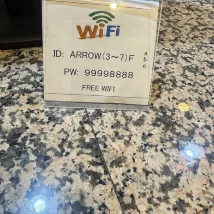 WiFi
ID: ARROW(3～7)F
a
b
c
PW: 99998888
FREE WIFI